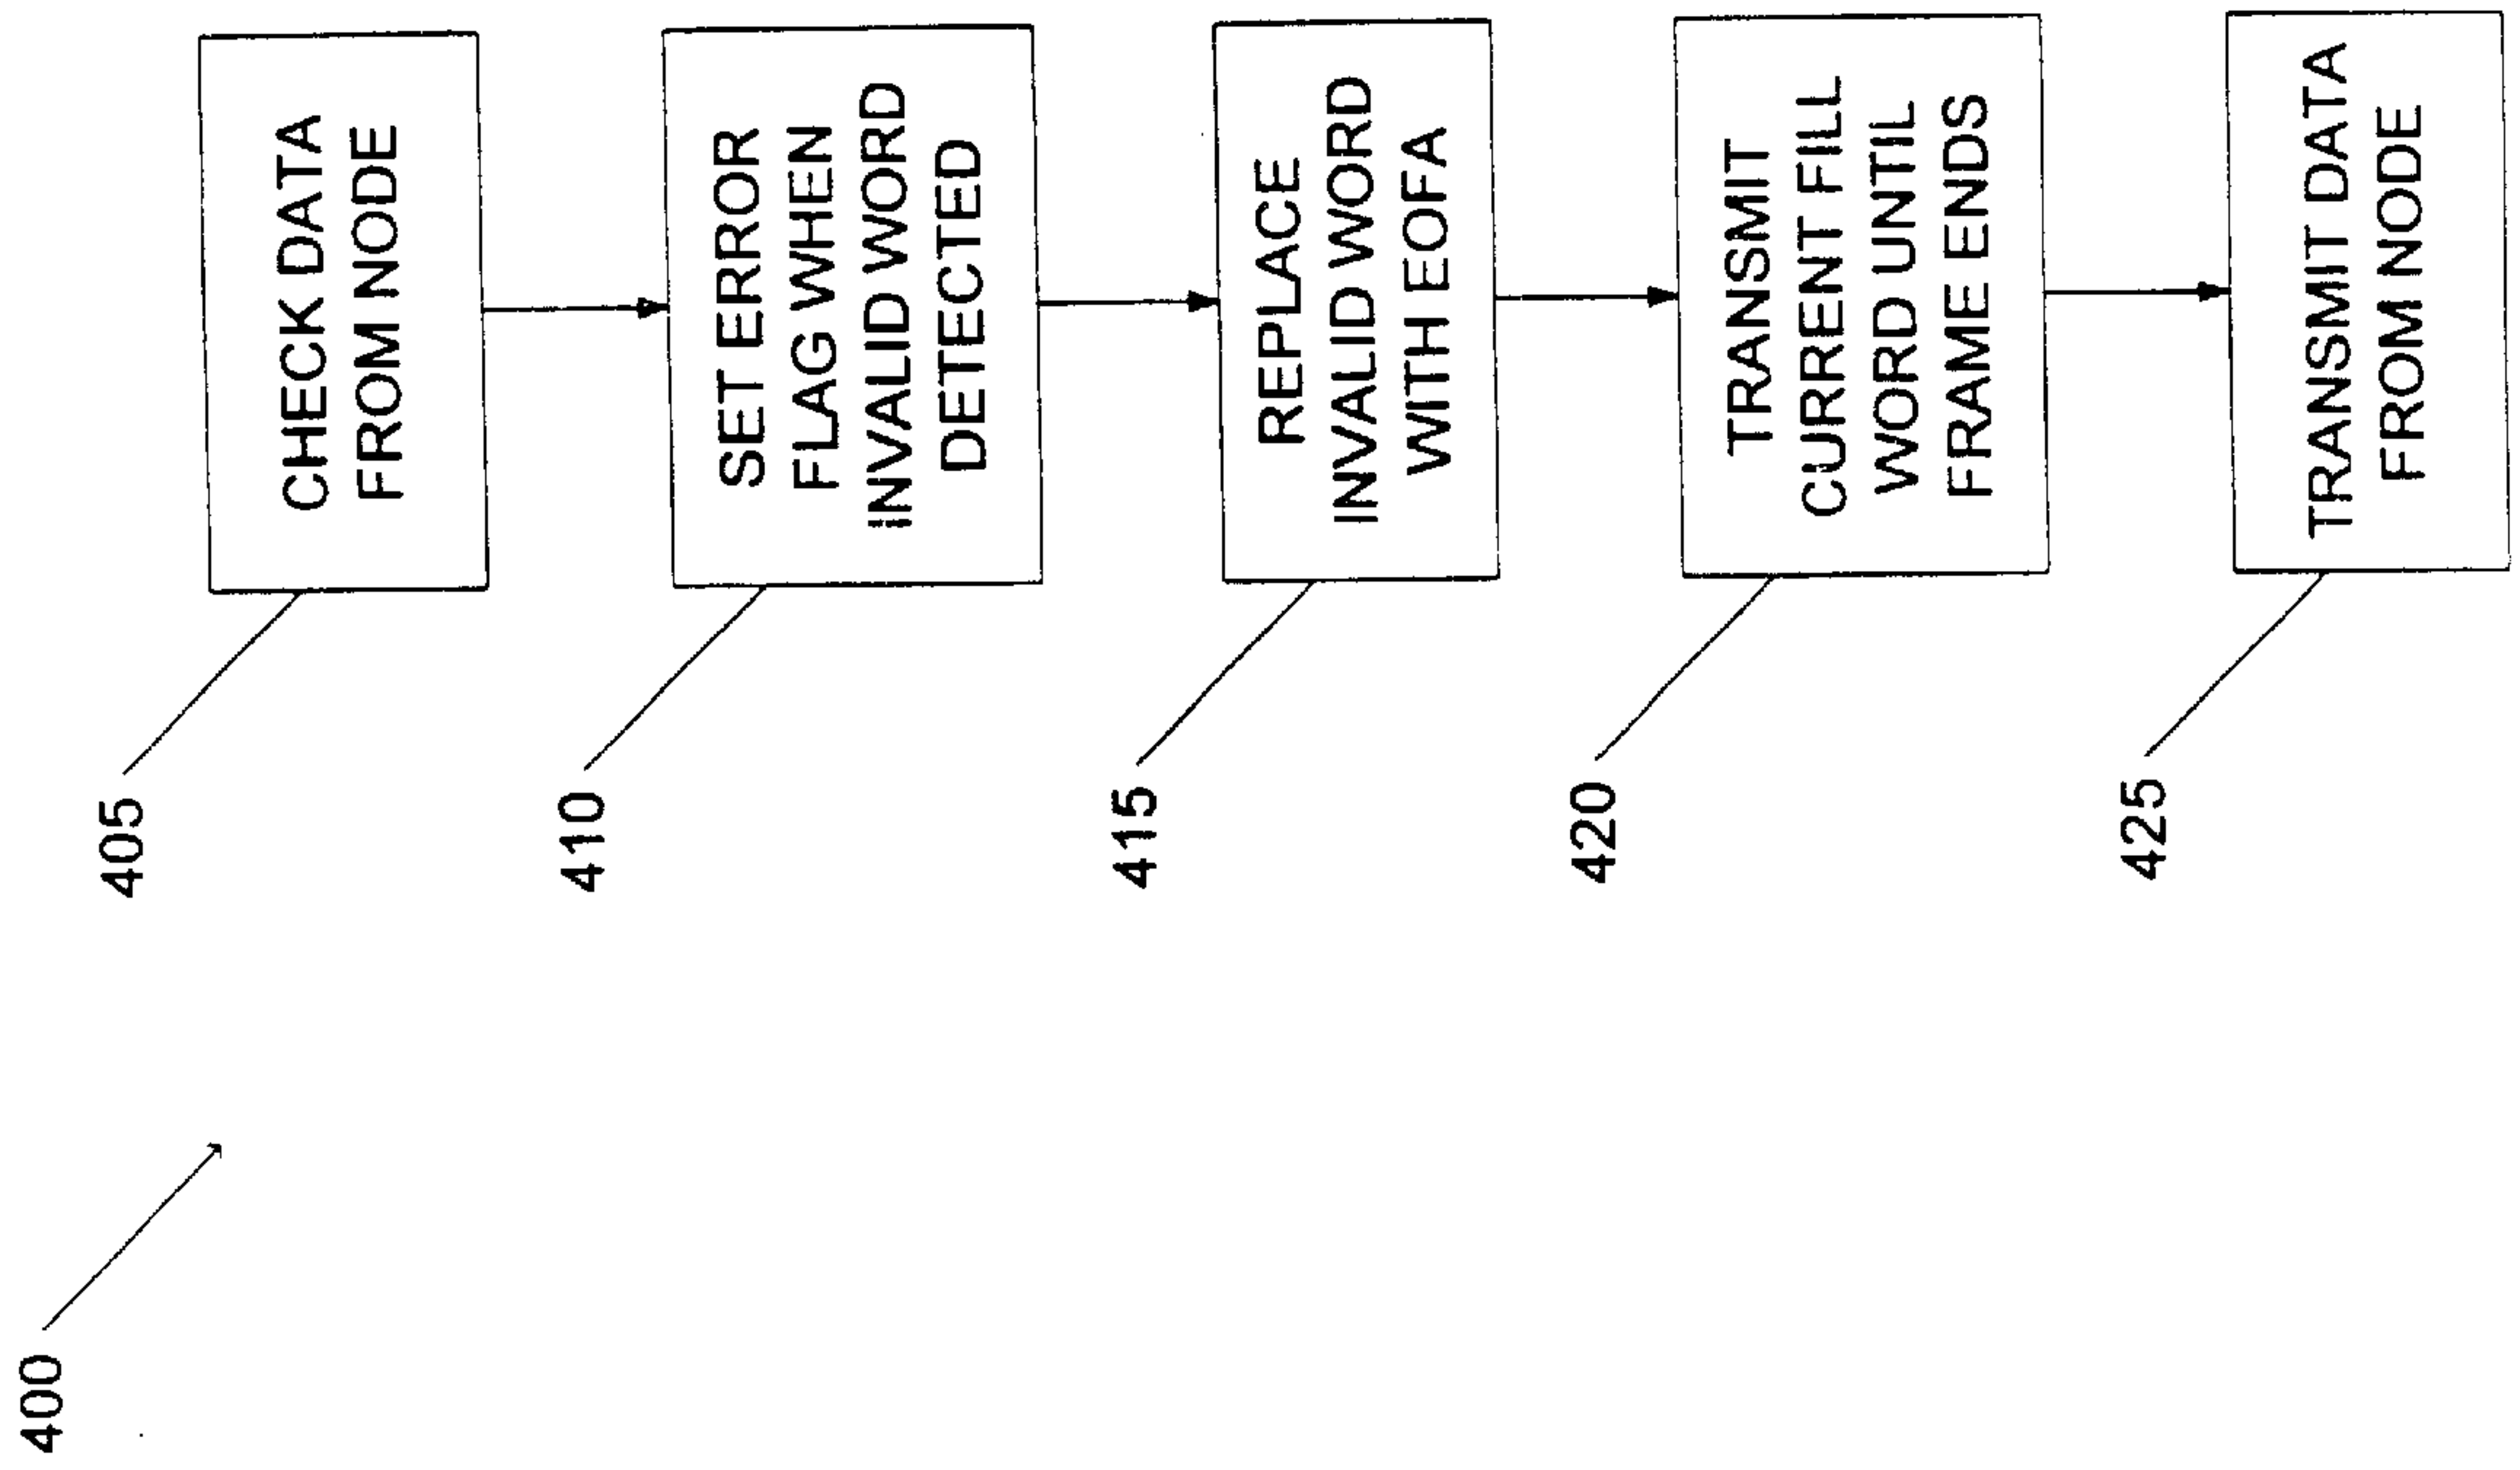 400
405
CHECK DATA
FROM NODE
410
SET ERROR
FLAG WHEN
INVALID WORD
DETECTED
415
REPLACE
INVALID WORD
WITH EOFA
420
TRANSMIT
CURRENT FILL
WORD UNTIL
FRAME ENDS
425
TRANSMIT DATA
FROM NODE